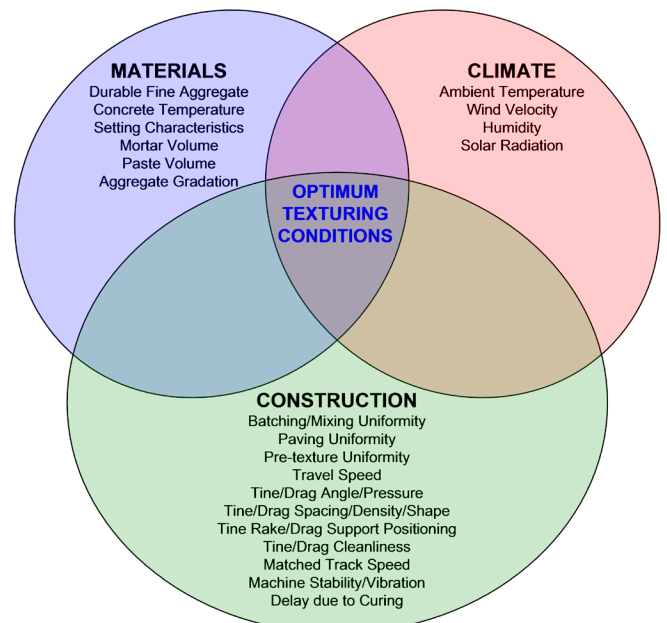 MATERIALS
Durable Fine Aggregate
Concrete Temperature
Setting Characteristics
Mortar Volume
Paste Volume
Aggregate Gradation
CLIMATE
Ambient Temperature
Wind Velocity
Humidity
Solar Radiation
OPTIMUM
TEXTURING
CONDITIONS
CONSTRUCTION
Batching/Mixing Uniformity
Paving Uniformity
Pre-texture Uniformity
Travel Speed
Tine/Drag Angle/Pressure
Tine/Drag Spacing/Density/Shape
Tine Rake/Drag Support Positioning
Tine/Drag Cleanliness
Matched Track Speed
Machine Stability/Vibration
Delay due to Curing